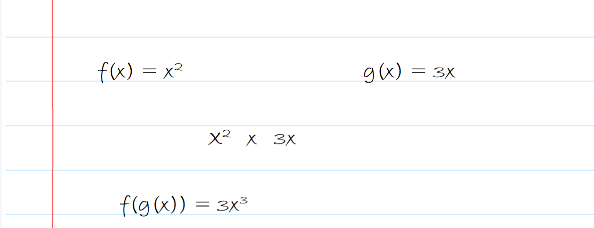 f(x) = x² g(x) = 3x
x² x 3x
f(g(x)) = 3x³